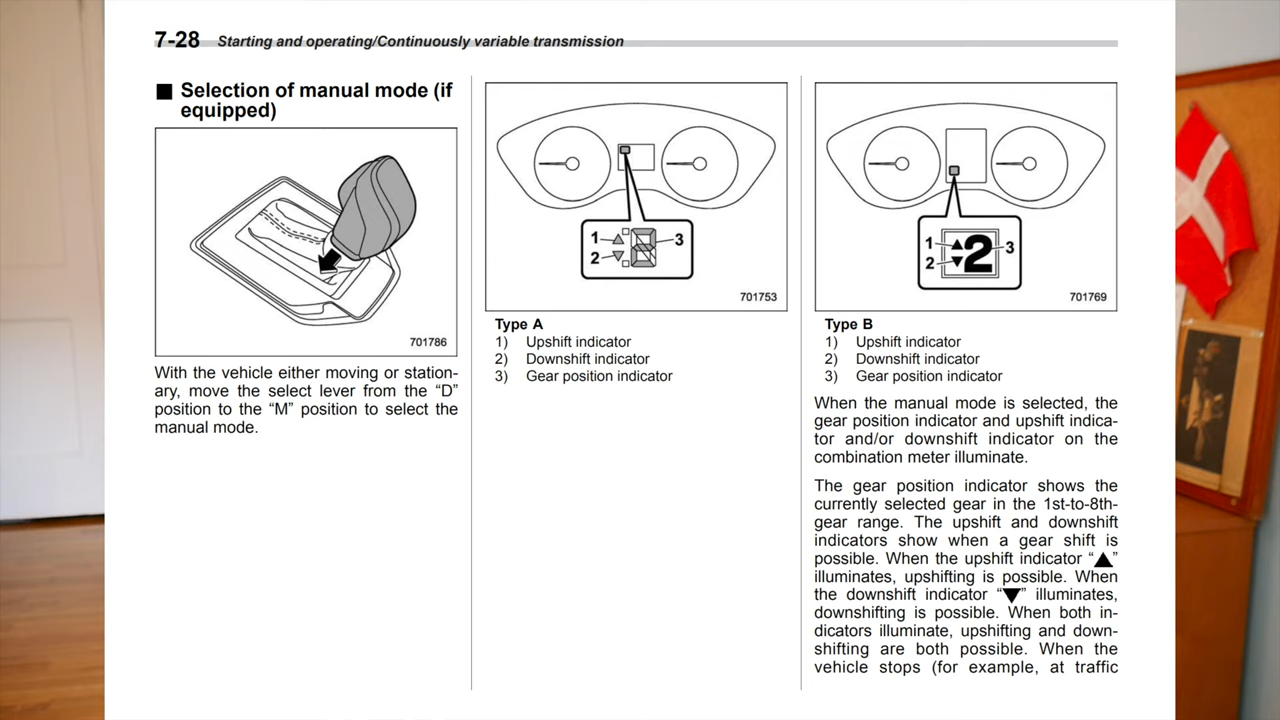 7-28 Starting and operating/Continuously variable transmission
■ Selection of manual mode (if
equipped)
701786
With the vehicle either moving or station-
ary, move the select lever from the “D”
position to the “M” position to select the
manual mode.
1
2
3
701753
Type A
1) Upshift indicator
2) Downshift indicator
3) Gear position indicator
1
2
2
3
701769
Type B
1) Upshift indicator
2) Downshift indicator
3) Gear position indicator
When the manual mode is selected, the
gear position indicator and upshift indica-
tor and/or downshift indicator on the
combination meter illuminate.
The gear position indicator shows the
currently selected gear in the 1st-to-8th-
gear range. The upshift and downshift
indicators show when a gear shift is
possible. When the upshift indicator “▲”
illuminates, upshifting is possible. When
the downshift indicator “▼” illuminates,
downshifting is possible. When both in-
dicators illuminate, upshifting and down-
shifting are both possible. When the
vehicle stops (for example, at traffic